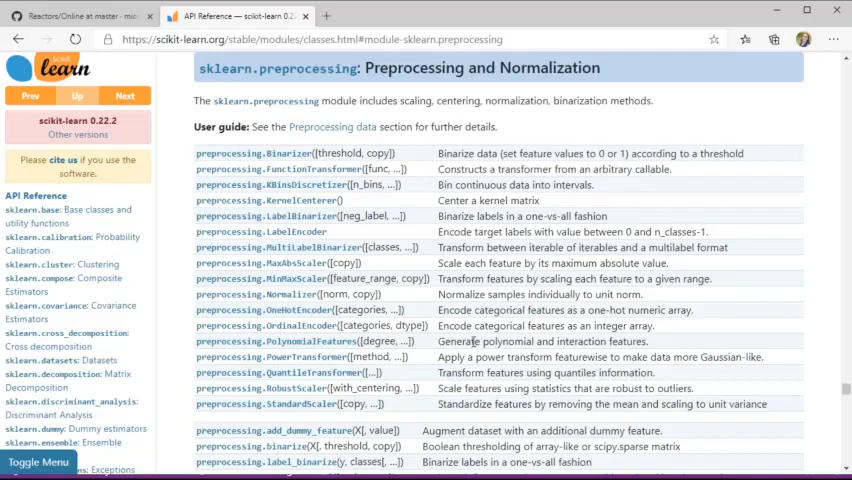 Reactors/Online at master · mic
API Reference — scikit-learn 0.22
https://scikit-learn.org/stable/modules/classes.html#module-sklearn.preprocessing
scikit
learn
Prev Up Next
scikit-learn 0.22.2
Other versions
Please cite us if you use the
software.
API Reference
sklearn.base: Base classes and
utility functions
sklearn.calibration: Probability
Calibration
sklearn.cluster: Clustering
sklearn.compose: Composite
Estimators
sklearn.covariance: Covariance
Estimators
sklearn.cross_decomposition:
Cross decomposition
sklearn.datasets: Datasets
sklearn.decomposition: Matrix
Decomposition
sklearn.discriminant_analysis:
Discriminant Analysis
sklearn.dummy: Dummy estimators
sklearn.ensemble: Ensemble
Exceptions
Toggle Menu
sklearn.preprocessing: Preprocessing and Normalization
The sklearn.preprocessing module includes scaling, centering, normalization, binarization methods.
User guide: See the Preprocessing data section for further details.
preprocessing.Binarizer([threshold, copy]) Binarize data (set feature values to 0 or 1) according to a threshold
preprocessing.FunctionTransformer([func, ...]) Constructs a transformer from an arbitrary callable.
preprocessing.KBinsDiscretizer([n_bins, ...]) Bin continuous data into intervals.
preprocessing.KernelCenterer() Center a kernel matrix
preprocessing.LabelBinarizer([neg_label, ...]) Binarize labels in a one-vs-all fashion
preprocessing.LabelEncoder Encode target labels with value between 0 and n_classes-1.
preprocessing.MultiLabelBinarizer([classes, ...]) Transform between iterable of iterables and a multilabel format
preprocessing.MaxAbsScaler([copy]) Scale each feature by its maximum absolute value.
preprocessing.MinMaxScaler([feature_range, copy]) Transform features by scaling each feature to a given range.
preprocessing.Normalizer([norm, copy]) Normalize samples individually to unit norm.
preprocessing.OneHotEncoder([categories, ...]) Encode categorical features as a one-hot numeric array.
preprocessing.OrdinalEncoder([categories, dtype]) Encode categorical features as an integer array.
preprocessing.PolynomialFeatures([degree, ...]) Generate polynomial and interaction features.
preprocessing.PowerTransformer([method, ...]) Apply a power transform featurewise to make data more Gaussian-like.
preprocessing.QuantileTransformer([...]) Transform features using quantiles information.
preprocessing.RobustScaler([with_centering, ...]) Scale features using statistics that are robust to outliers.
preprocessing.StandardScaler([copy, ...]) Standardize features by removing the mean and scaling to unit variance
preprocessing.add_dummy_feature(X[, value]) Augment dataset with an additional dummy feature.
preprocessing.binarize(X[, threshold, copy]) Boolean thresholding of array-like or scipy.sparse matrix
preprocessing.label_binarize(y, classes[, ...]) Binarize labels in a one-vs-all fashion